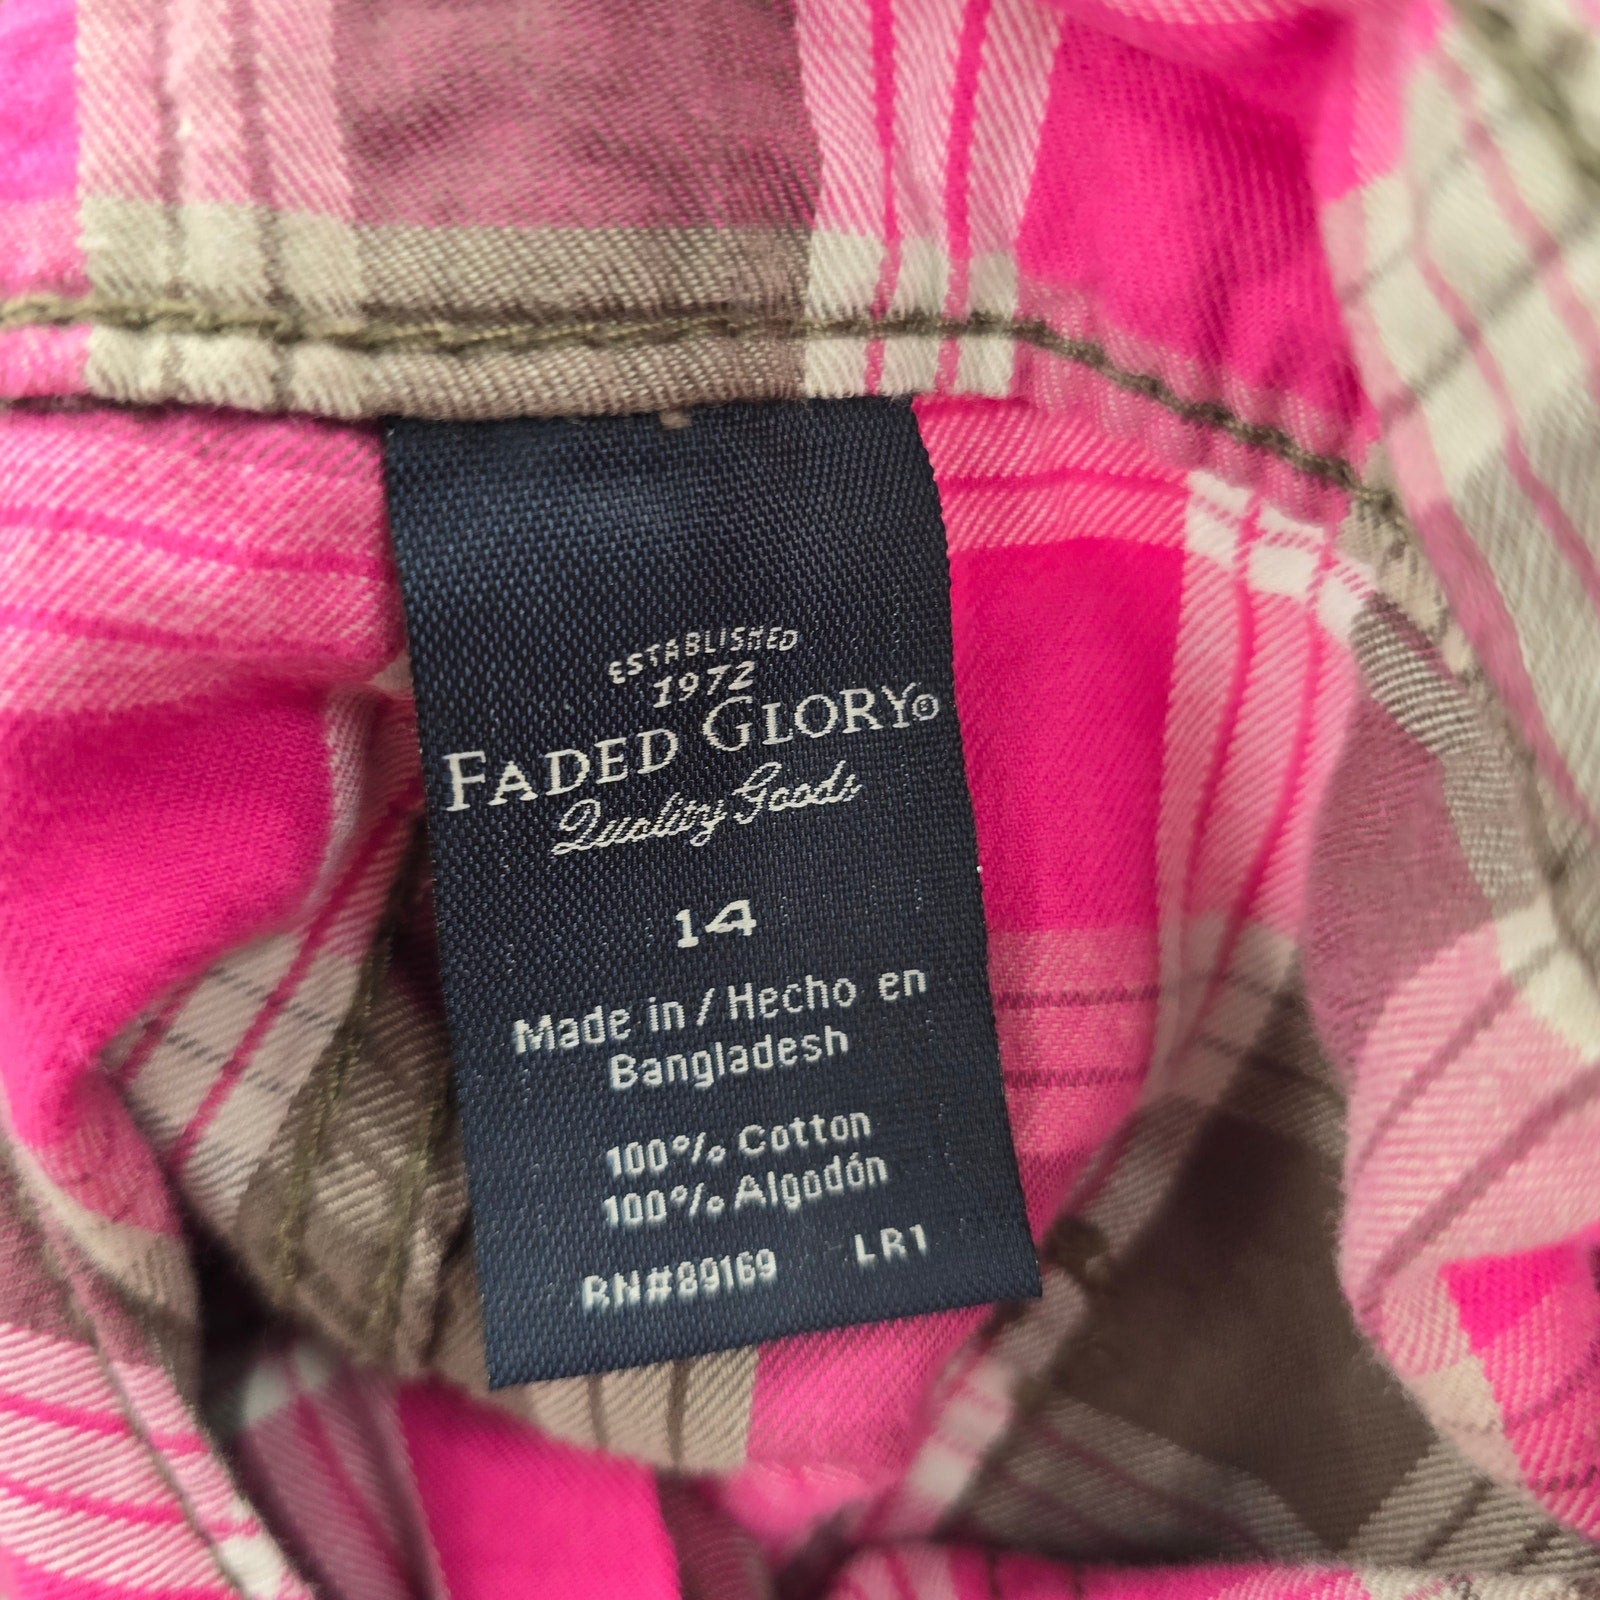 ESTABLISHED
1972
FADED GLORY®
Quality Goods
14
Made in / Hecho en
Bangladesh
100% Cotton
100% Algodón
RN#89169 LR1